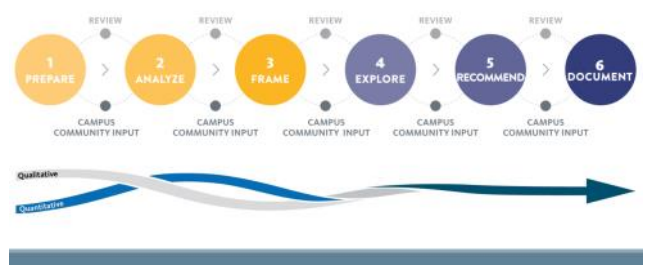 REVIEW
REVIEW
REVIEW
REVIEW
REVIEW
1
PREPARE
2
ANALYZE
3
FRAME
4
EXPLORE
5
RECOMMEND
6
DOCUMENT
CAMPUS
COMMUNITY INPUT
CAMPUS
COMMUNITY INPUT
CAMPUS
COMMUNITY INPUT
CAMPUS
COMMUNITY INPUT
CAMPUS
COMMUNITY INPUT
Qualitative
Quantitative